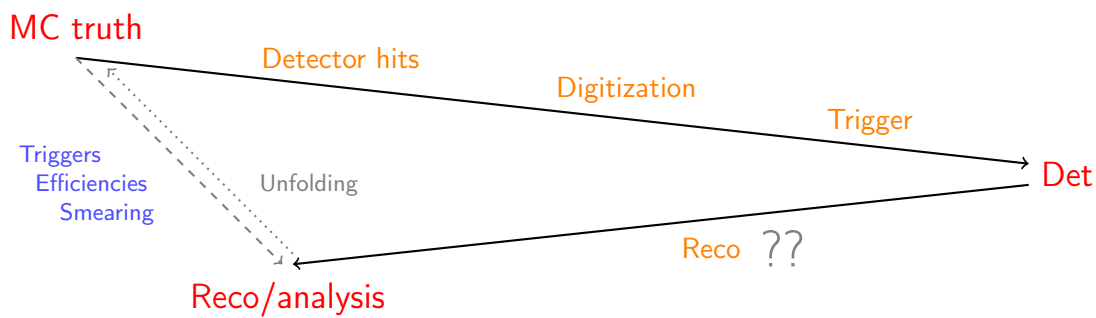 MC truth
Detector hits
Digitization
Trigger
Triggers
Efficiencies
Smearing
Unfolding
Det
Reco ??
Reco/analysis